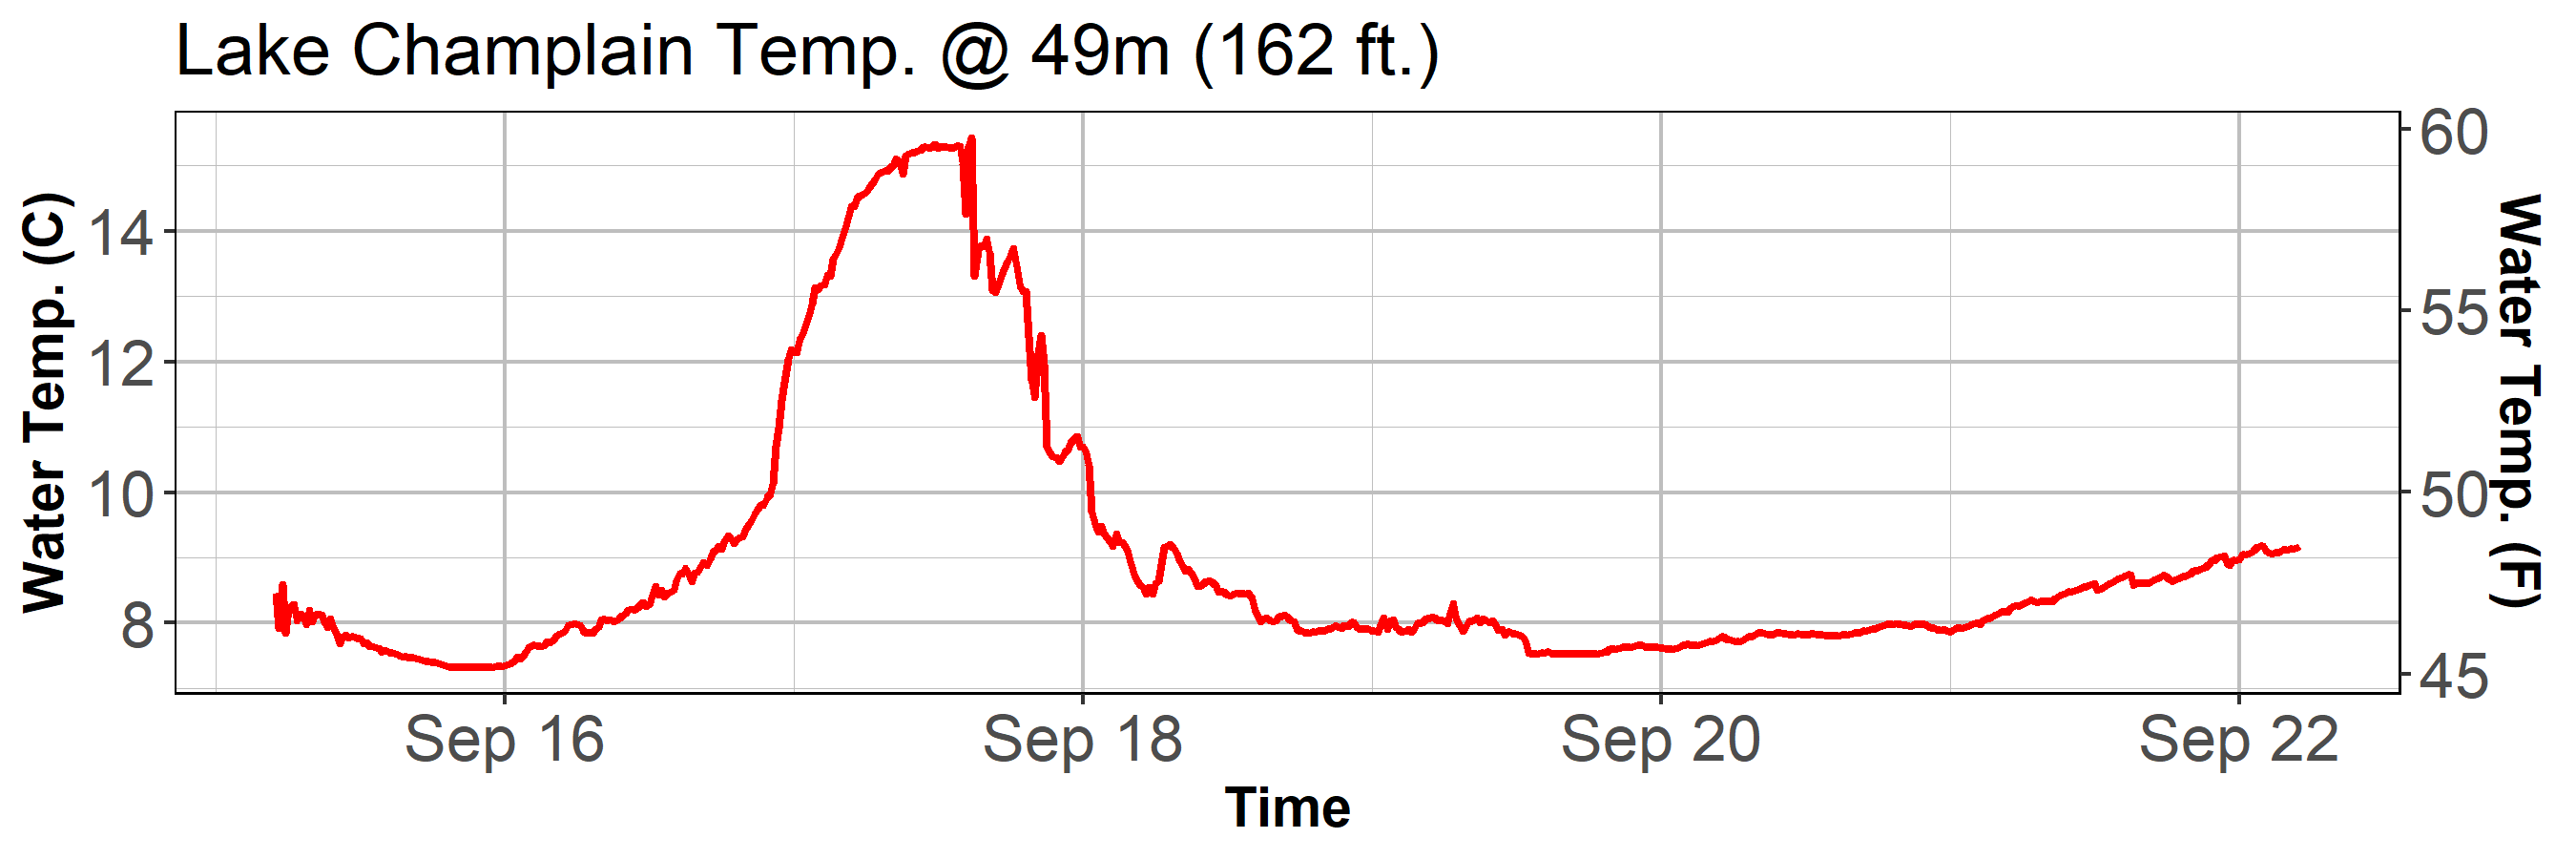 Lake Champlain Temp. @ 49m (162 ft.)
Water Temp. (C)
14
12
10
8
60
55
50
45
Water Temp. (F)
Sep 16 Sep 18 Sep 20 Sep 22
Time